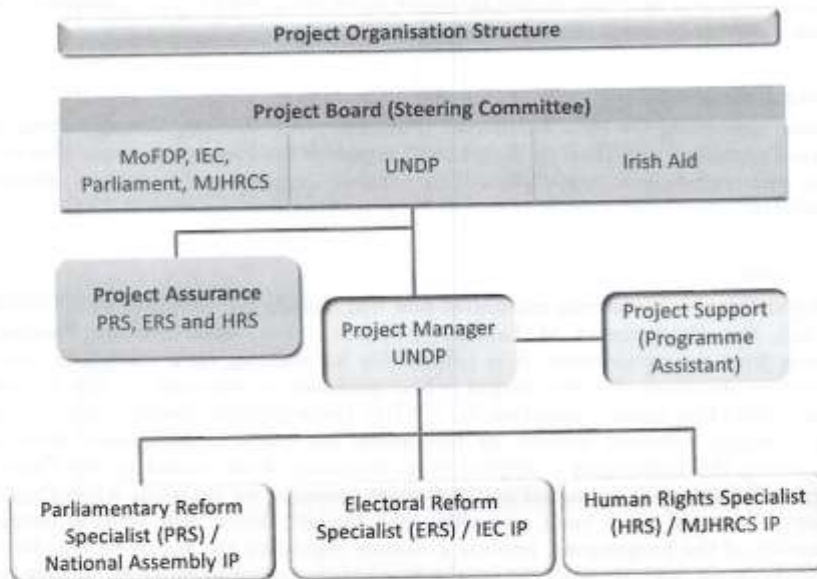 Project Organisation Structure
Project Board (Steering Committee)
MoFDP, IEC,
Parliament, MJHRCS
UNDP
Irish Aid
Project Assurance
PRS, ERS and HRS
Project Manager
UNDP
Project Support
(Programme
Assistant)
Parliamentary Reform
Specialist (PRS) /
National Assembly IP
Electoral Reform
Specialist (ERS) / IEC IP
Human Rights Specialist
(HRS) / MJHRCS IP